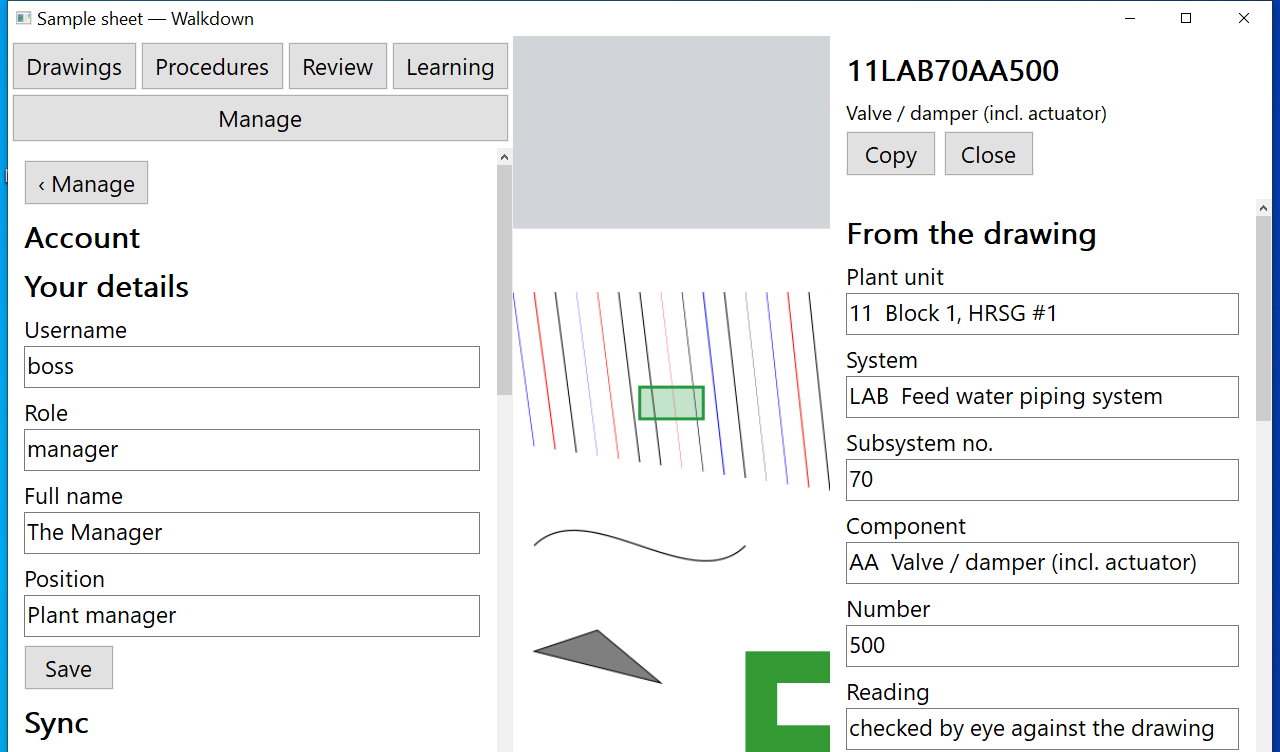 Sample sheet — Walkdown
Drawings Procedures Review Learning
Manage
‹ Manage
Account
Your details
Username
boss
Role
manager
Full name
The Manager
Position
Plant manager
Save
Sync
11LAB70AA500
Valve / damper (incl. actuator)
Copy Close
From the drawing
Plant unit
11  Block 1, HRSG #1
System
LAB  Feed water piping system
Subsystem no.
70
Component
AA  Valve / damper (incl. actuator)
Number
500
Reading
checked by eye against the drawing